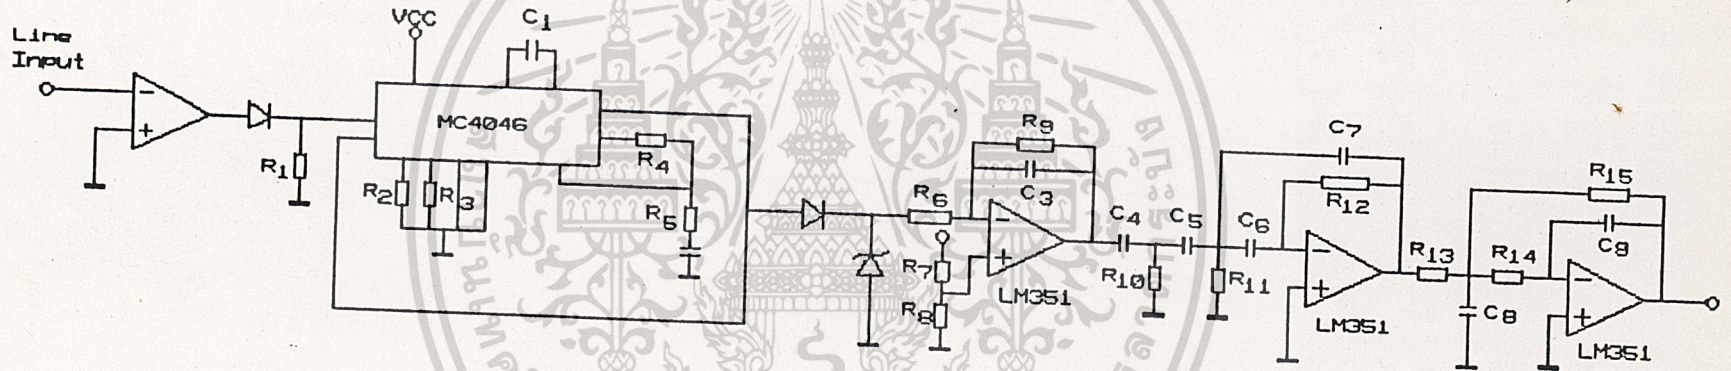 Line
Input
VCC
C1
MC4046
R1
R2
R3
R4
R5
R6
R7
R8
R9
C3
LM351
C4
C5
R10
R11
C6
C7
R12
LM351
R13
R14
R15
C9
C8
LM351